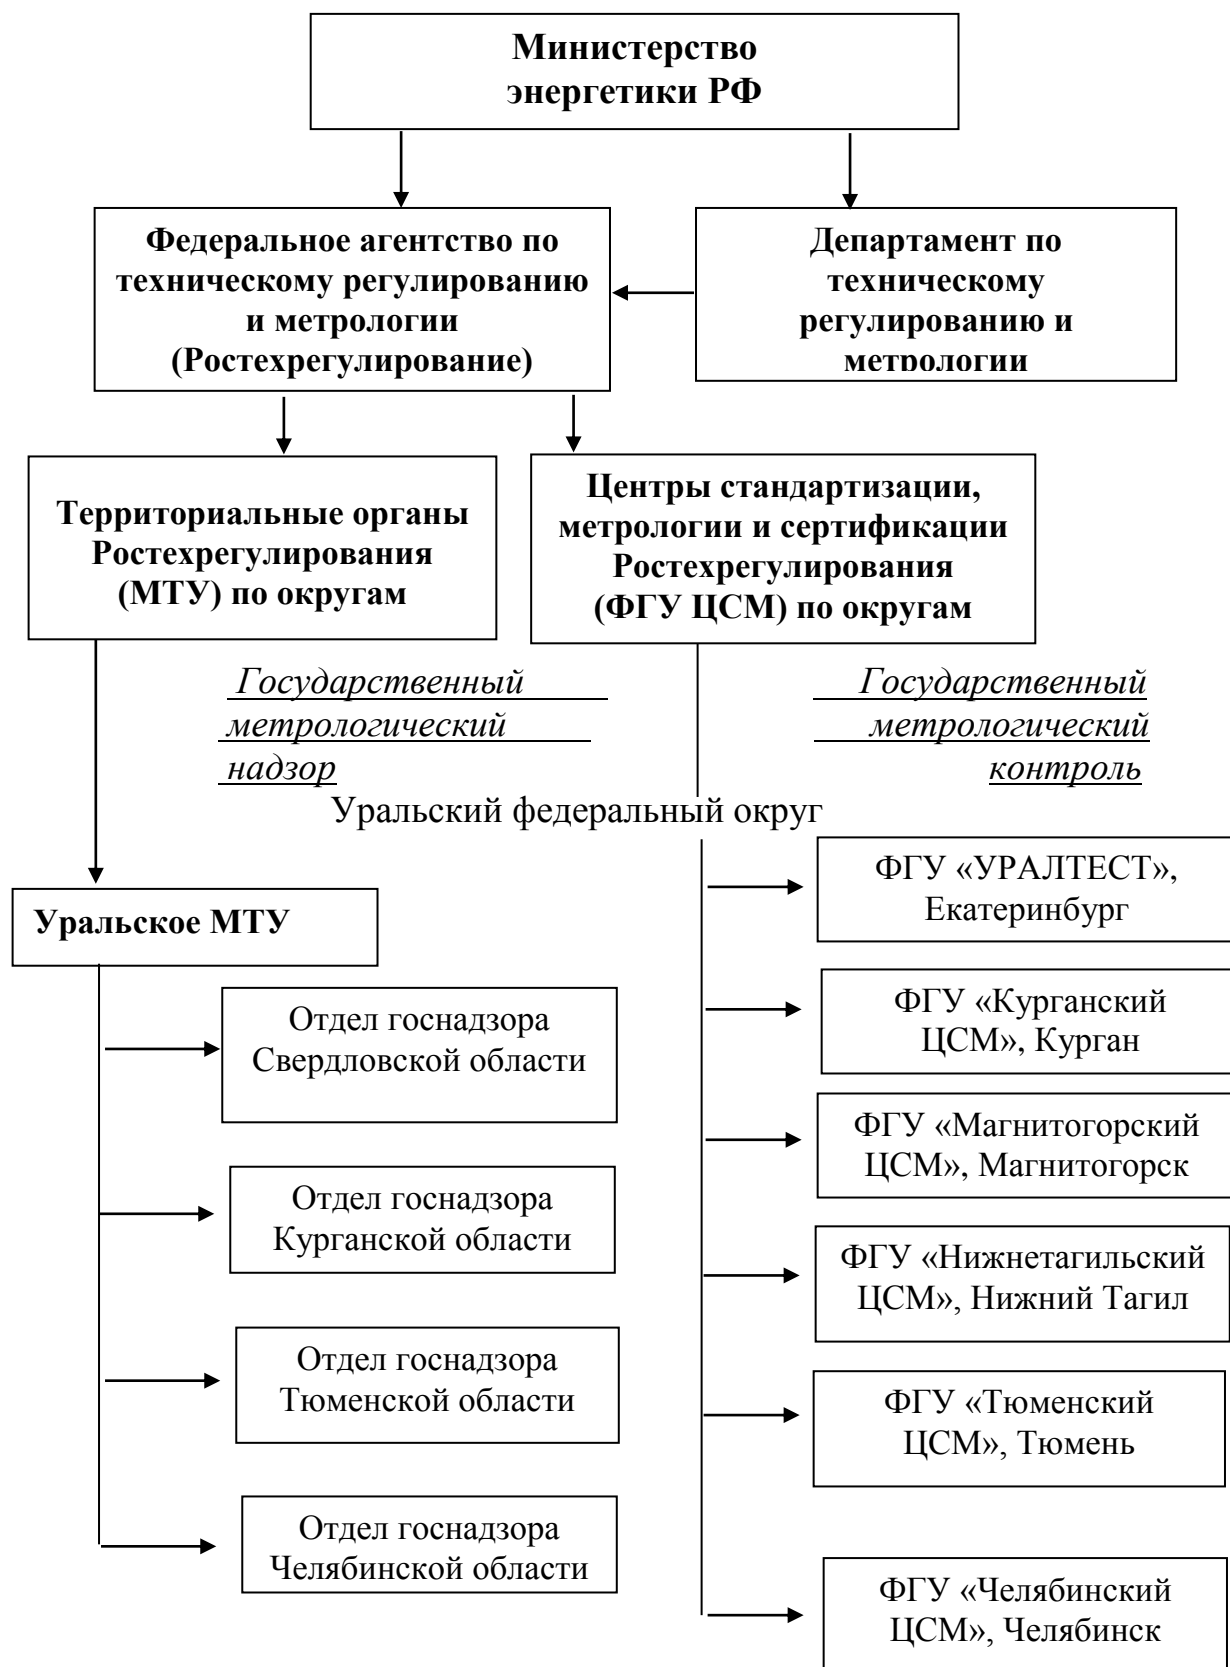 Министерство
энергетики РФ
Федеральное агентство по
техническому регулированию
и метрологии
(Ростехрегулирование)
Департамент по
техническому
регулированию и
метрологии
Территориальные органы
Ростехрегулирования
(МТУ) по округам
Центры стандартизации,
метрологии и сертификации
Ростехрегулирования
(ФГУ ЦСМ) по округам
Государственный
метрологический
надзор
Государственный
метрологический
контроль
Уральский федеральный округ
Уральское МТУ
Отдел госнадзора
Свердловской области
Отдел госнадзора
Курганской области
Отдел госнадзора
Тюменской области
Отдел госнадзора
Челябинской области
ФГУ «УРАЛТЕСТ»,
Екатеринбург
ФГУ «Курганский
ЦСМ», Курган
ФГУ «Магнитогорский
ЦСМ», Магнитогорск
ФГУ «Нижнетагильский
ЦСМ», Нижний Тагил
ФГУ «Тюменский
ЦСМ», Тюмень
ФГУ «Челябинский
ЦСМ», Челябинск